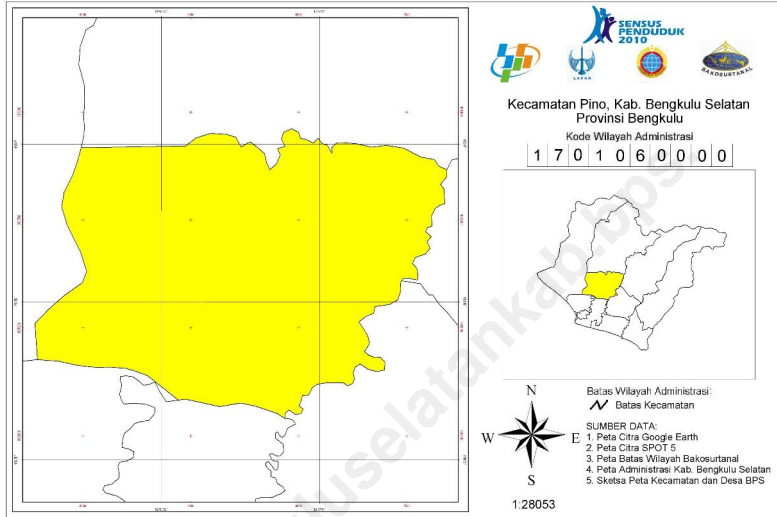 SENSUS
PENDUDUK
2010
LAPAN
BAKOSURTANAL
Kecamatan Pino, Kab. Bengkulu Selatan
Provinsi Bengkulu
Kode Wilayah Administrasi
1 7 0 1 0 6 0 0 0 0
N
W E
S
1:28053
Batas Wilayah Administrasi:
Batas Kecamatan
SUMBER DATA:
1. Peta Citra Google Earth
2. Peta Citra SPOT 5
3. Peta Batas Wilayah Bakosurtanal
4. Peta Administrasi Kab. Bengkulu Selatan
5. Sketsa Peta Kecamatan dan Desa BPS
uselatankab.bps.